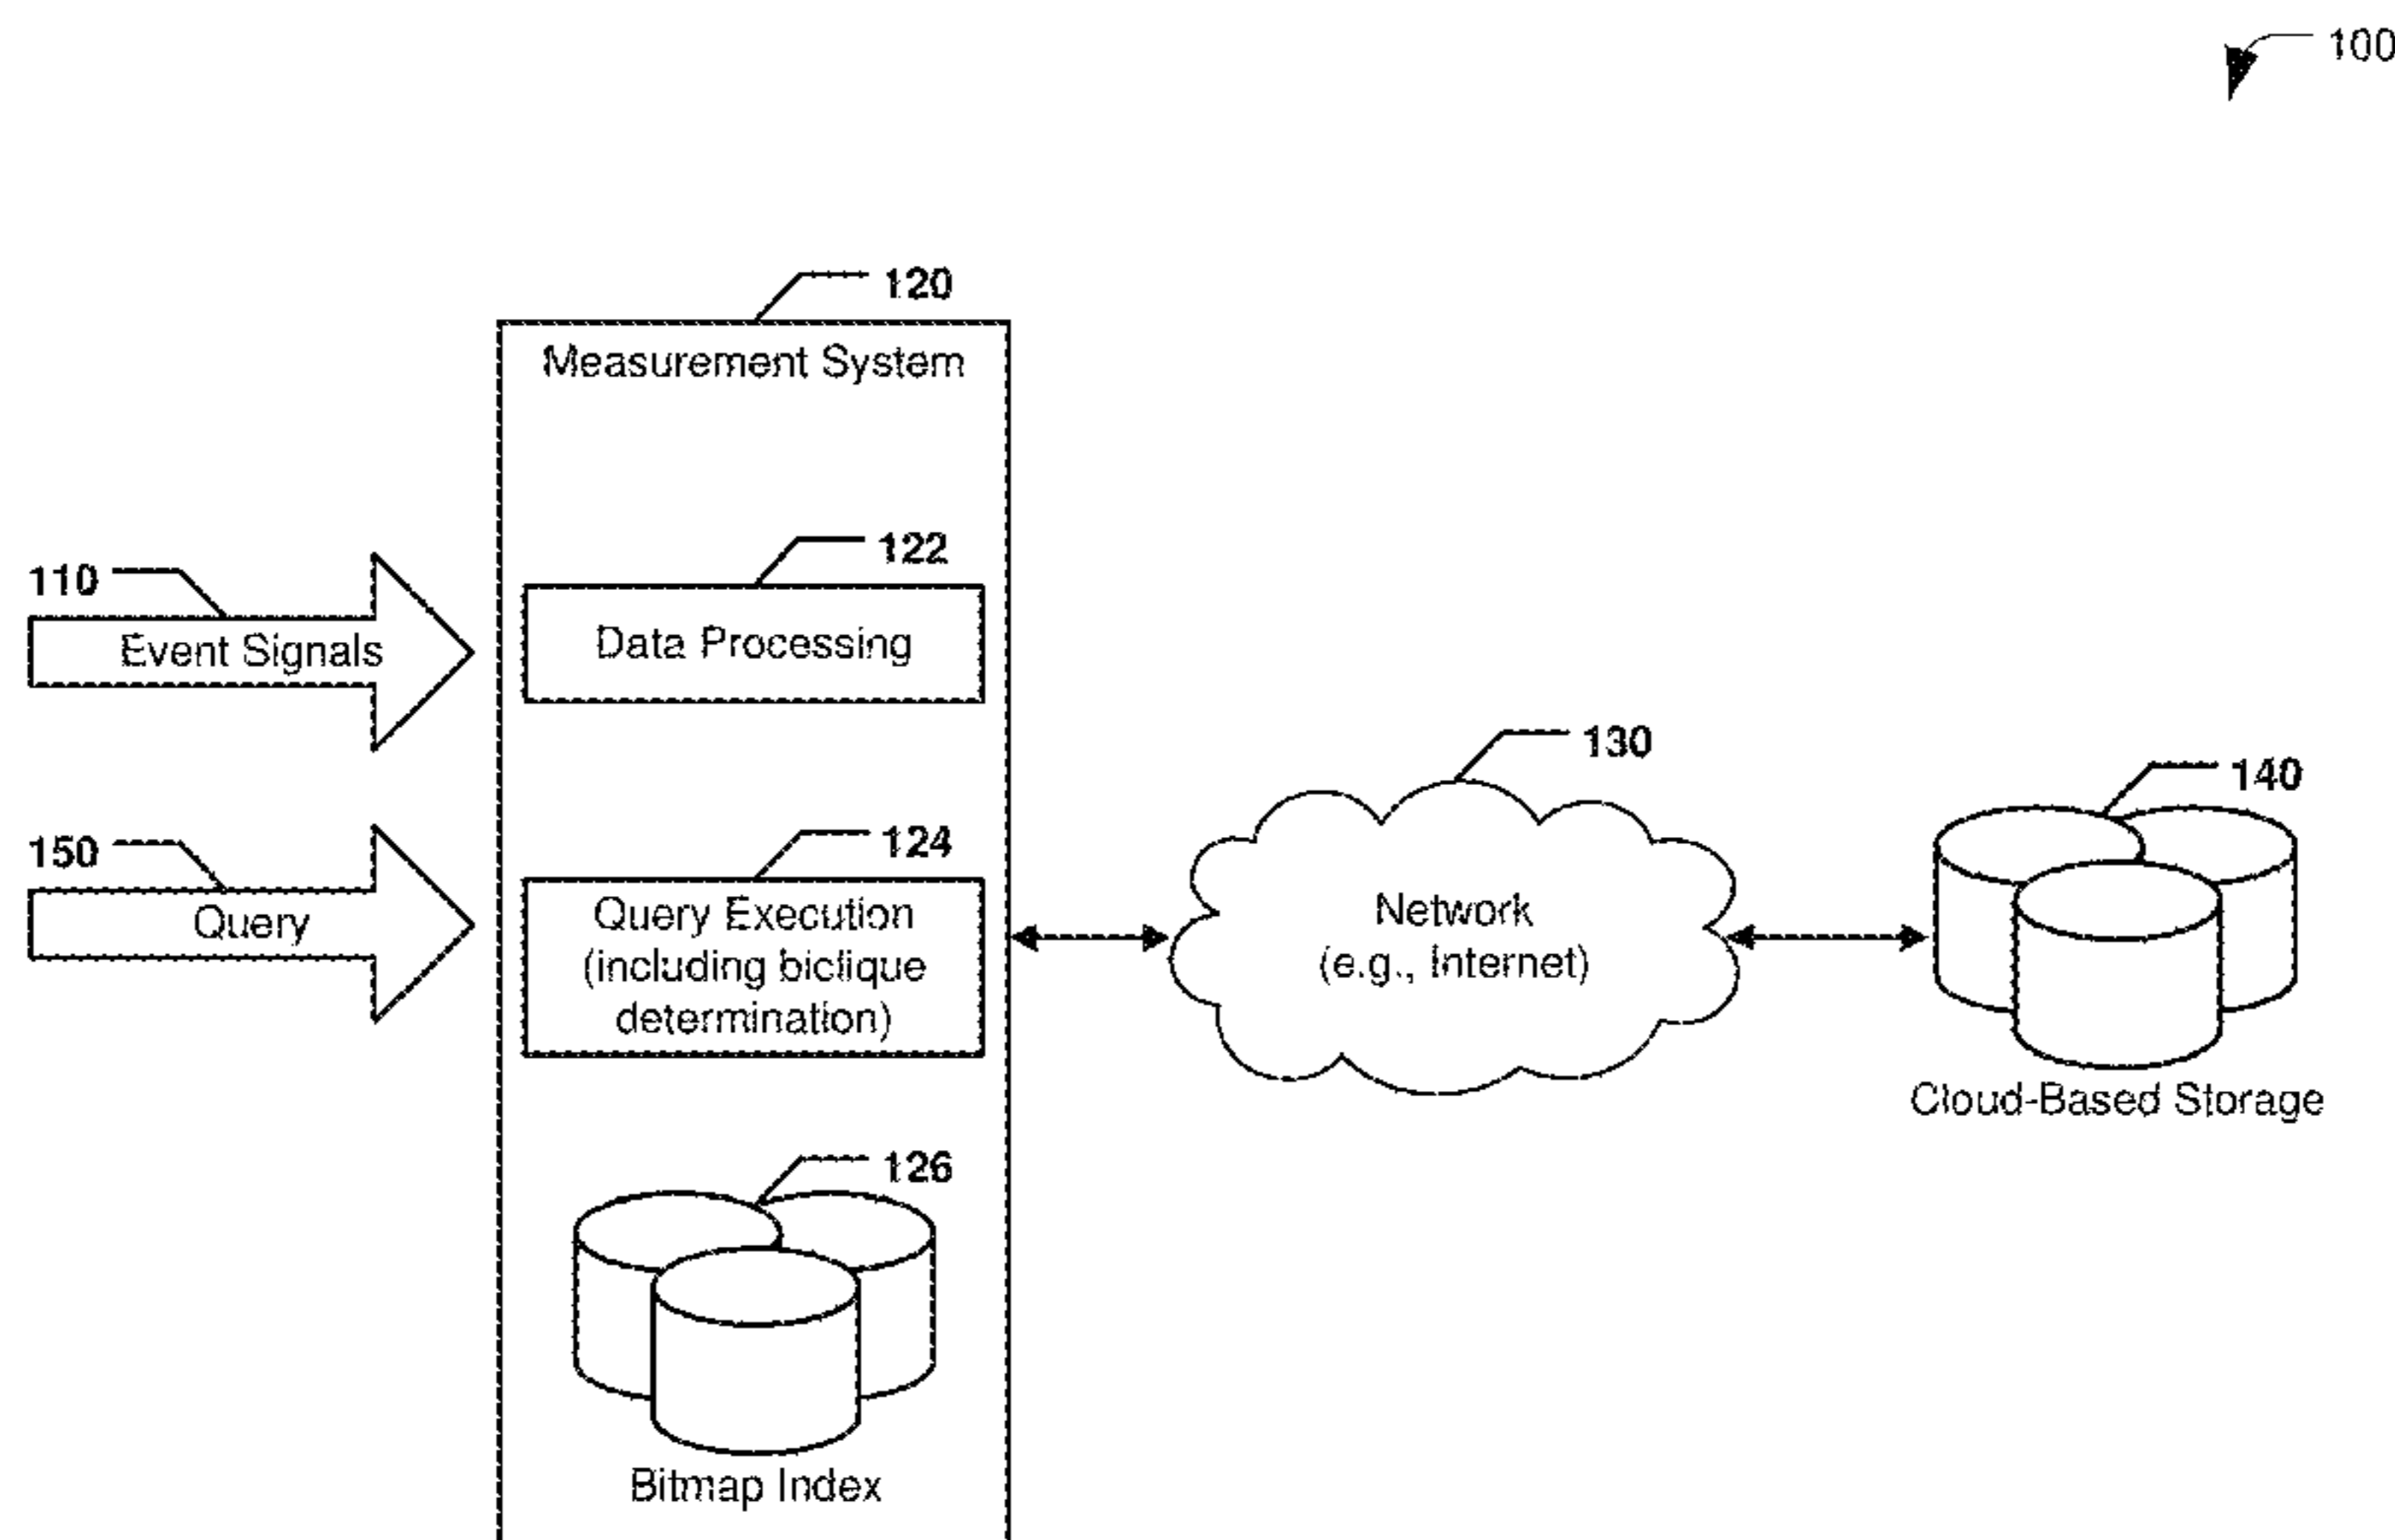 100
120
Measurement System
122
110
Event Signals
Data Processing
130
140
150
124
Query
Query Execution
(including biclique
determination)
Network
(e.g., Internet)
Cloud-Based Storage
126
Bitmap Index